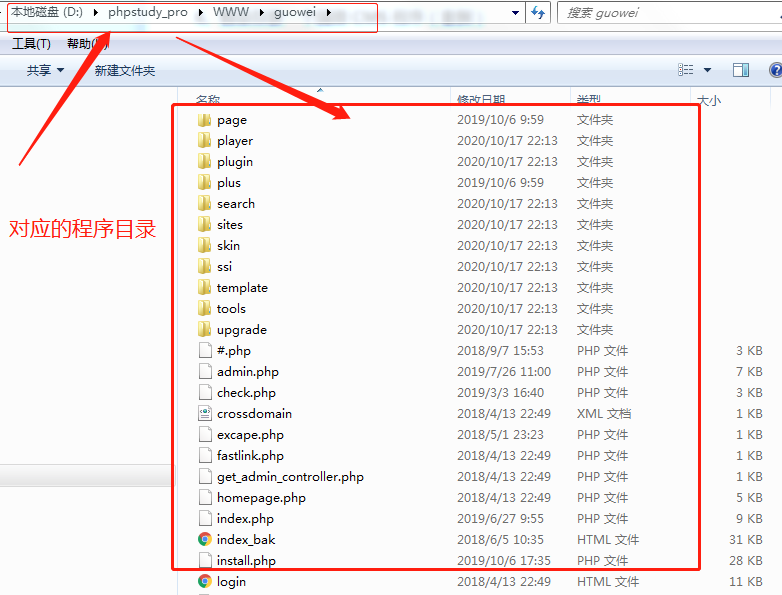 本地磁盘 (D:) ▸ phpstudy_pro ▸ WWW ▸ guowei ▸ 搜索 guowei
工具(T) 帮助(
共享 新建文件夹
名称 修改日期 类型 大小
page 2019/10/6 9:59 文件夹
player 2020/10/17 22:13 文件夹
plugin 2020/10/17 22:13 文件夹
plus 2019/10/6 9:59 文件夹
search 2020/10/17 22:13 文件夹
对应的程序目录
sites 2020/10/17 22:13 文件夹
skin 2020/10/17 22:13 文件夹
ssi 2020/10/17 22:13 文件夹
template 2020/10/17 22:13 文件夹
tools 2020/10/17 22:13 文件夹
upgrade 2020/10/17 22:13 文件夹
#.php 2018/9/7 15:53 PHP 文件 3 KB
admin.php 2019/7/26 11:00 PHP 文件 7 KB
check.php 2019/3/3 16:40 PHP 文件 3 KB
crossdomain 2018/4/13 22:49 XML 文档 1 KB
excape.php 2018/5/1 23:23 PHP 文件 1 KB
fastlink.php 2018/4/13 22:49 PHP 文件 1 KB
get_admin_controller.php 2018/4/13 22:49 PHP 文件 1 KB
homepage.php 2018/4/13 22:49 PHP 文件 5 KB
index.php 2019/6/27 9:55 PHP 文件 9 KB
index_bak 2018/6/5 10:35 HTML 文件 31 KB
install.php 2019/10/6 17:35 PHP 文件 28 KB
login 2018/4/13 22:49 HTML 文件 11 KB